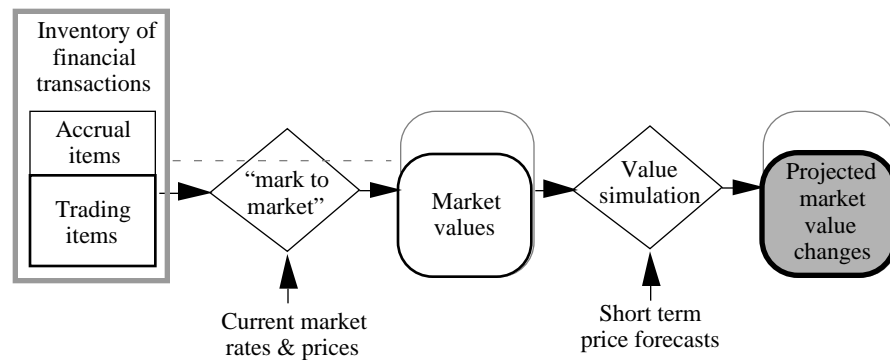 Inventory of
financial
transactions
Accrual
items
Trading
items
“mark to
market”
Current market
rates & prices
Market
values
Value
simulation
Short term
price forecasts
Projected
market
value
changes